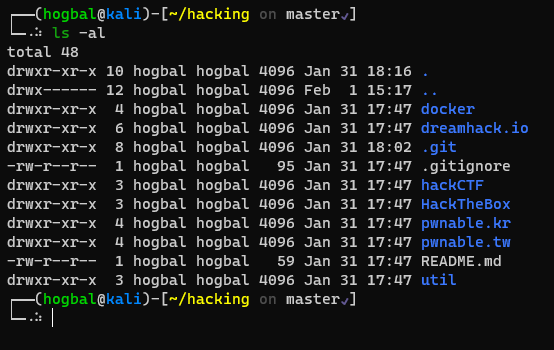 ┌──(hogbal@kali)-[~/hacking on master✔]
└─.⁖ ls -al
total 48
drwxr-xr-x 10 hogbal hogbal 4096 Jan 31 18:16 .
drwx------ 12 hogbal hogbal 4096 Feb  1 15:17 ..
drwxr-xr-x  4 hogbal hogbal 4096 Jan 31 17:47 docker
drwxr-xr-x  6 hogbal hogbal 4096 Jan 31 17:47 dreamhack.io
drwxr-xr-x  8 hogbal hogbal 4096 Jan 31 18:02 .git
-rw-r--r--  1 hogbal hogbal   95 Jan 31 17:47 .gitignore
drwxr-xr-x  3 hogbal hogbal 4096 Jan 31 17:47 hackCTF
drwxr-xr-x  3 hogbal hogbal 4096 Jan 31 17:47 HackTheBox
drwxr-xr-x  4 hogbal hogbal 4096 Jan 31 17:47 pwnable.kr
drwxr-xr-x  4 hogbal hogbal 4096 Jan 31 17:47 pwnable.tw
-rw-r--r--  1 hogbal hogbal   59 Jan 31 17:47 README.md
drwxr-xr-x  3 hogbal hogbal 4096 Jan 31 17:47 util
┌──(hogbal@kali)-[~/hacking on master✔]
└─.⁖